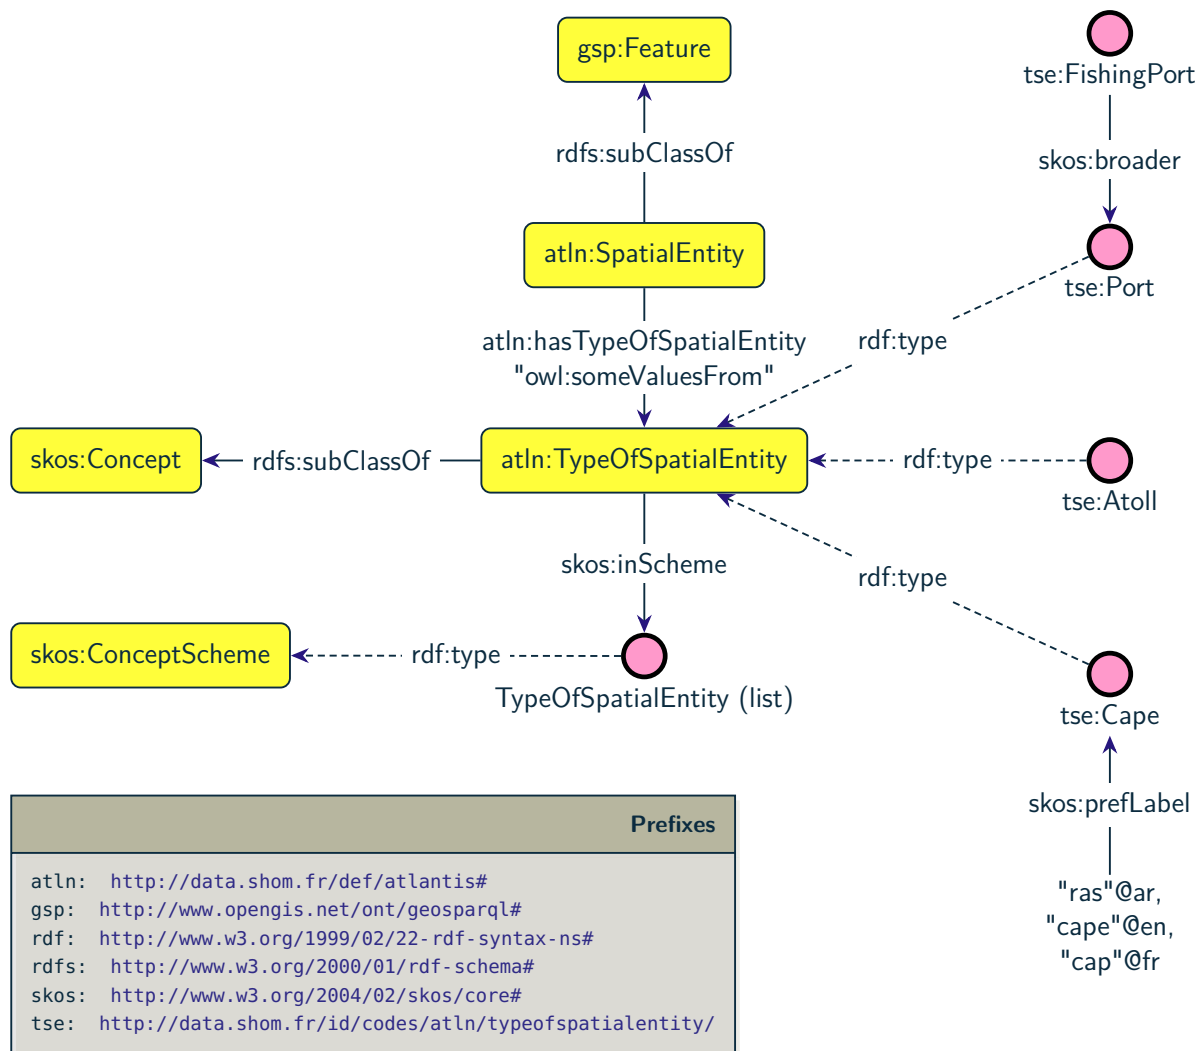 gsp:Feature
tse:FishingPort
rdfs:subClassOf
skos:broader
atln:SpatialEntity
tse:Port
atln:hasTypeOfSpatialEntity
"owl:someValuesFrom"
rdf:type
skos:Concept
rdfs:subClassOf
atln:TypeOfSpatialEntity
rdf:type
tse:Atoll
skos:inScheme
rdf:type
skos:ConceptScheme
rdf:type
TypeOfSpatialEntity (list)
tse:Cape
skos:prefLabel
"ras"@ar,
"cape"@en,
"cap"@fr
Prefixes
atln: http://data.shom.fr/def/atlantis#
gsp: http://www.opengis.net/ont/geosparql#
rdf: http://www.w3.org/1999/02/22-rdf-syntax-ns#
rdfs: http://www.w3.org/2000/01/rdf-schema#
skos: http://www.w3.org/2004/02/skos/core#
tse: http://data.shom.fr/id/codes/atln/typeofspatialentity/